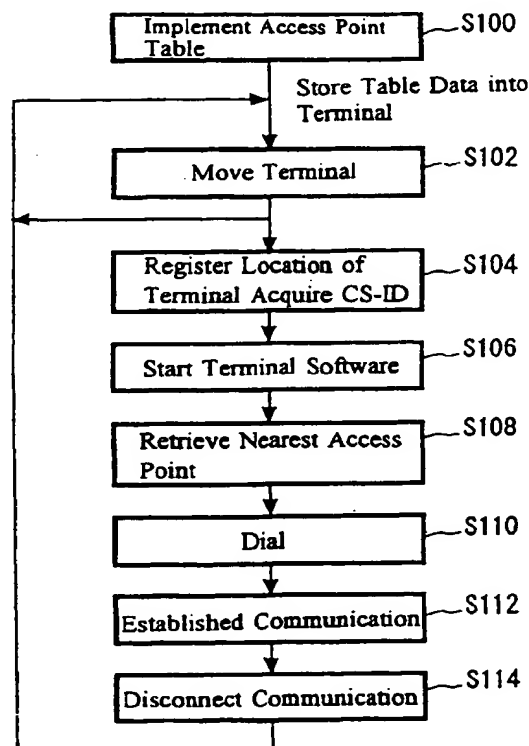 Implement Access Point
Table
S100
Store Table Data into
Terminal
Move Terminal
S102
Register Location of
Terminal Acquire CS-ID
S104
Start Terminal Software
S106
Retrieve Nearest Access
Point
S108
Dial
S110
Established Communication
S112
Disconnect Communication
S114